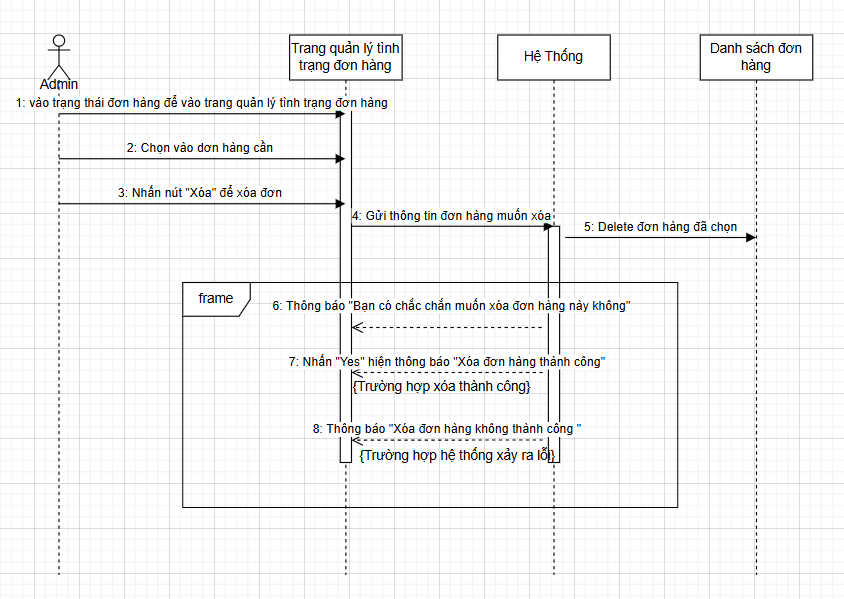 Trang quản lý tình
trạng đơn hàng
Hệ Thống
Danh sách đơn
hàng
Admin
1: vào trạng thái đơn hàng để vào trang quản lý tình trạng đơn hàng
2: Chọn vào dơn hàng cần
3: Nhấn nút "Xóa" để xóa đơn
4: Gửi thông tin đơn hàng muốn xóa
5: Delete đơn hàng đã chọn
frame
6: Thông báo "Bạn có chắc chắn muốn xóa đơn hàng này không"
7: Nhấn "Yes" hiện thông báo "Xóa đơn hàng thành công"
{Trường hợp xóa thành công}
8: Thông báo "Xóa đơn hàng không thành công "
{Trường hợp hệ thống xảy ra lỗi}